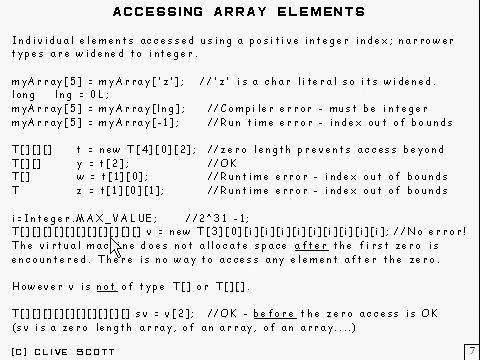 ACCESSING ARRAY ELEMENTS
Individual elements accessed using a positive integer index; narrower
types are widened to integer.
myArray[5] = myArray['z']; //'z' is a char literal so its widened.
long lng = 0L;
myArray[5] = myArray[lng]; //Compiler error - must be integer
myArray[5] = myArray[-1]; //Run time error - index out of bounds
T[][][] t = new T[4][0][2]; //zero length prevents access beyond
T[][] y = t[2]; //OK
T[] w = t[1][0]; //Runtime error - index out of bounds
T z = t[1][0][1]; //Runtime error - index out of bounds
i=Integer.MAX_VALUE; //2^31 -1;
T[][][][][][][][][][][] v = new T[3][0][i][i][i][i][i][i][i][i][i]; //No error!
The virtual machine does not allocate space after the first zero is
encountered. There is no way to access any element after the zero.
However v is not of type T[] or T[][].
T[][][][][][][][][][] sv = v[2]; //OK - before the zero access is OK
(sv is a zero length array, of an array, of an array....)
[C] CLIVE SCOTT
7